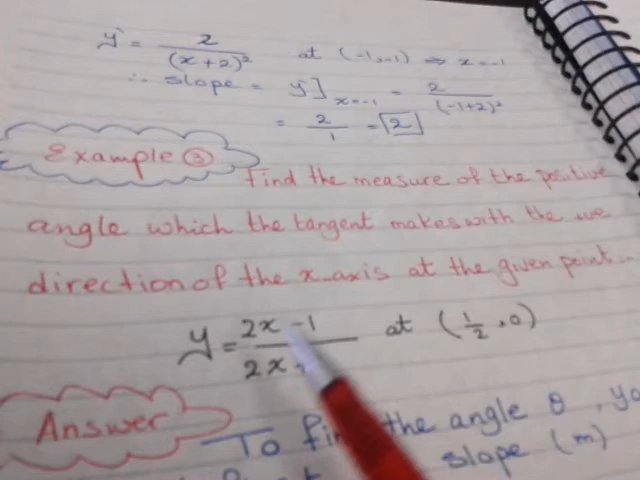 y' = 2/(x+2)² at (-1,-1) ⇒ x=-1
∴ slope = y']x=-1 = 2/(-1+2)²
= 2/1 = 2
Example ③
find the measure of the positive
angle which the tangent makes with the +ve
direction of the x-axis at the given point
y = 2x-1/2x at (1/2, 0)
Answer
To find the angle θ, yo
slope (m)